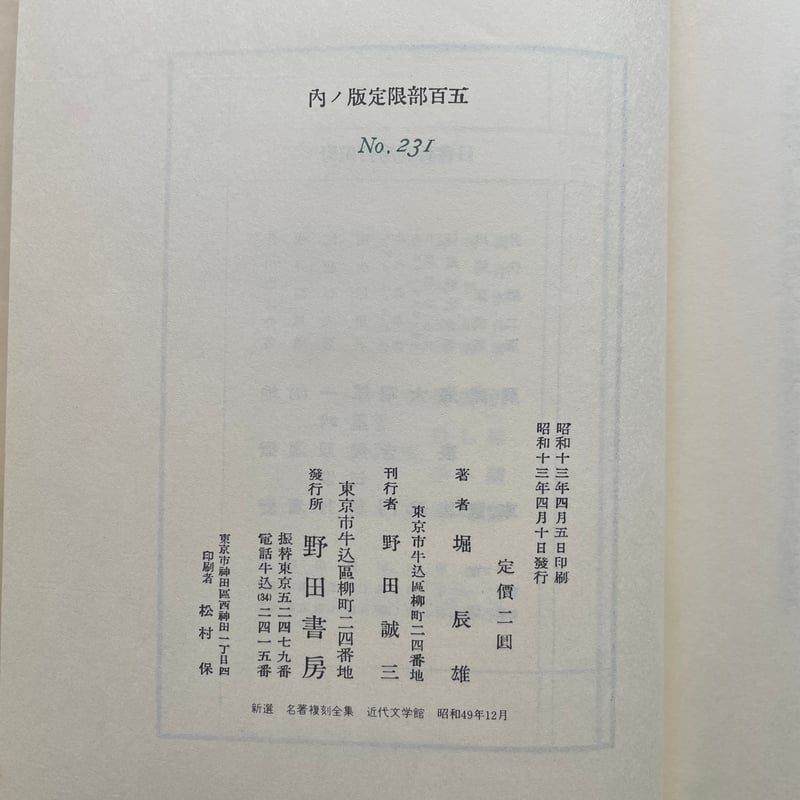 五百部限定版ノ內
No. 231
昭和十三年四月五日印刷
昭和十三年四月十日發行
定價二圓
著者 堀辰雄
東京市牛込區柳町二四番地
刊行者 野田誠三
東京市牛込區柳町二四番地
發行所 野田書房
振替東京五二四七九番
電話牛込(34)二四一五番
東京市神田區西神田一丁目四
印刷者 松村保
新選 名著複刻全集 近代文学館 昭和49年12月